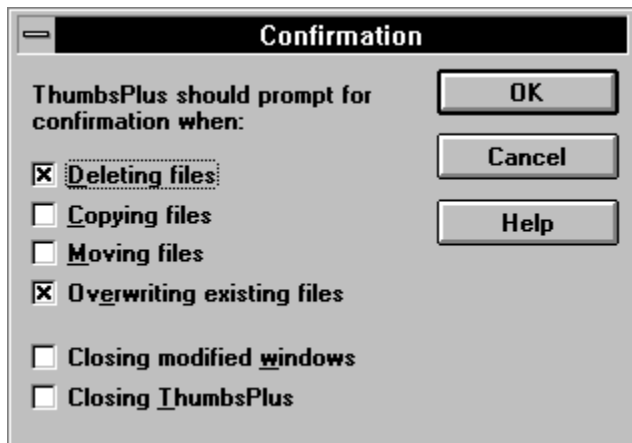 Confirmation
ThumbsPlus should prompt for
confirmation when:
Deleting files
Copying files
Moving files
Overwriting existing files
Closing modified windows
Closing ThumbsPlus
OK
Cancel
Help